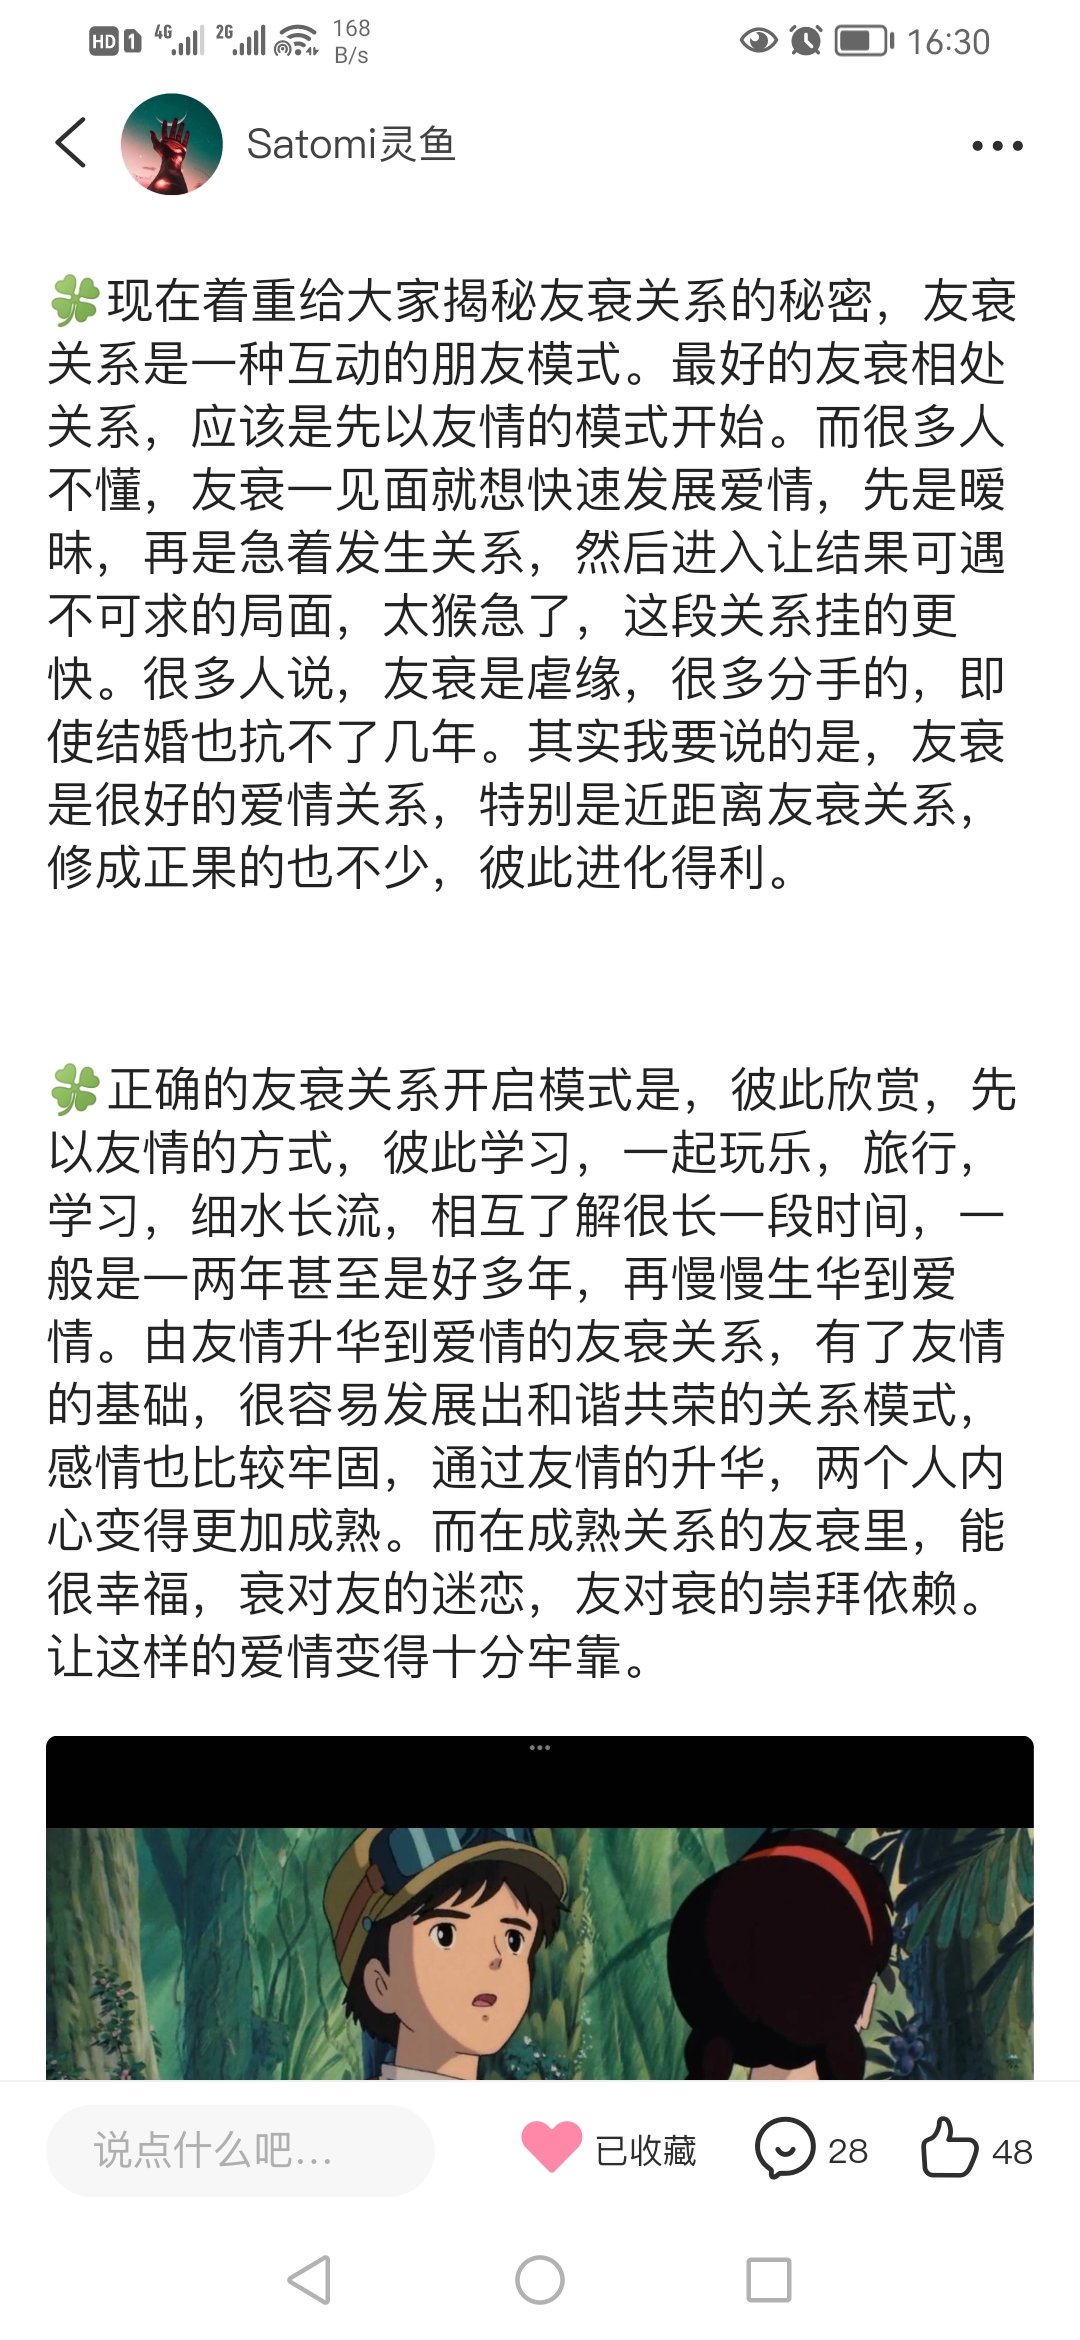 HD 1 4G 2G 168 B/s 16:30
Satomi灵鱼
🍀现在着重给大家揭秘友衰关系的秘密，友衰
关系是一种互动的朋友模式。最好的友衰相处
关系，应该是先以友情的模式开始。而很多人
不懂，友衰一见面就想快速发展爱情，先是暧
昧，再是急着发生关系，然后进入让结果可遇
不可求的局面，太猴急了，这段关系挂的更
快。很多人说，友衰是虐缘，很多分手的，即
使结婚也抗不了几年。其实我要说的是，友衰
是很好的爱情关系，特别是近距离友衰关系，
修成正果的也不少，彼此进化得利。
🍀正确的友衰关系开启模式是，彼此欣赏，先
以友情的方式，彼此学习，一起玩乐，旅行，
学习，细水长流，相互了解很长一段时间，一
般是一两年甚至是好多年，再慢慢生华到爱
情。由友情升华到爱情的友衰关系，有了友情
的基础，很容易发展出和谐共荣的关系模式，
感情也比较牢固，通过友情的升华，两个人内
心变得更加成熟。而在成熟关系的友衰里，能
很幸福，衰对友的迷恋，友对衰的崇拜依赖。
让这样的爱情变得十分牢靠。
说点什么吧... 已收藏 28 48